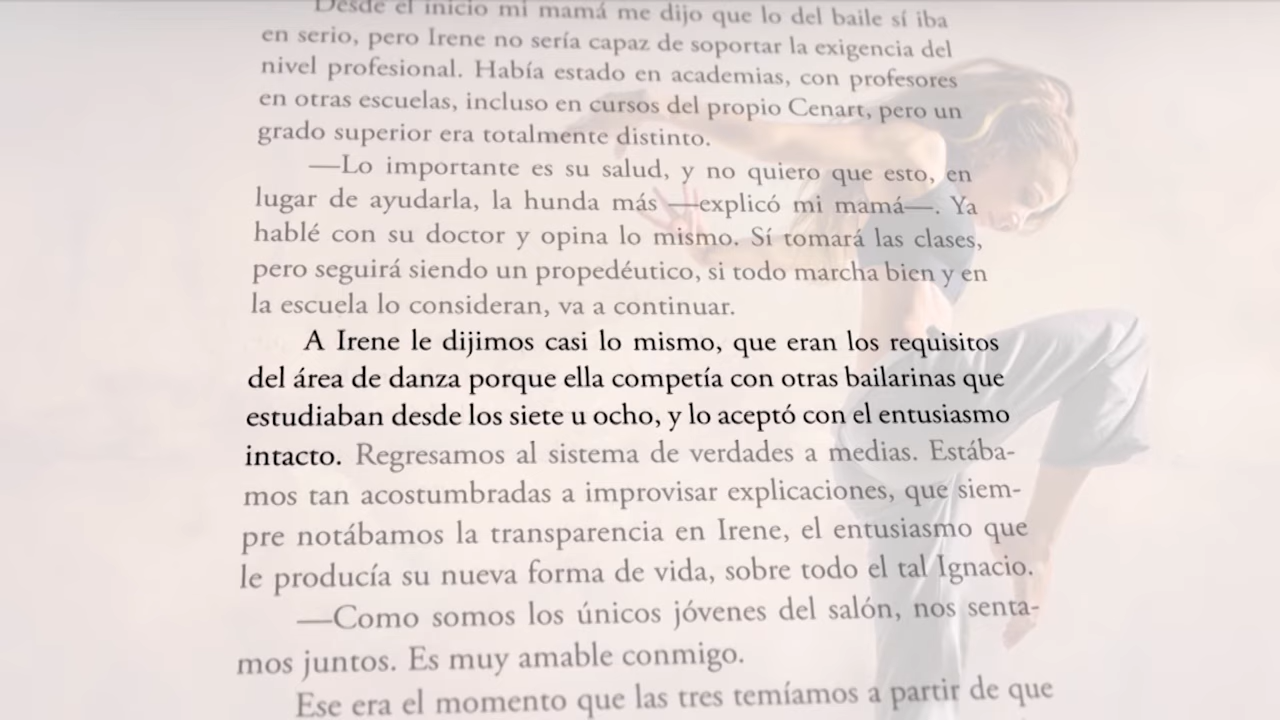 Desde el inicio mi mamá me dijo que lo del baile sí iba
en serio, pero Irene no sería capaz de soportar la exigencia del
nivel profesional. Había estado en academias, con profesores
en otras escuelas, incluso en cursos del propio Cenart, pero un
grado superior era totalmente distinto.
—Lo importante es su salud, y no quiero que esto, en
lugar de ayudarla, la hunda más —explicó mi mamá—. Ya
hablé con su doctor y opina lo mismo. Sí tomará las clases,
pero seguirá siendo un propedéutico, si todo marcha bien y en
la escuela lo consideran, va a continuar.
A Irene le dijimos casi lo mismo, que eran los requisitos
del área de danza porque ella competía con otras bailarinas que
estudiaban desde los siete u ocho, y lo aceptó con el entusiasmo
intacto. Regresamos al sistema de verdades a medias. Estába-
mos tan acostumbradas a improvisar explicaciones, que siem-
pre notábamos la transparencia en Irene, el entusiasmo que
le producía su nueva forma de vida, sobre todo el tal Ignacio.
—Como somos los únicos jóvenes del salón, nos senta-
mos juntos. Es muy amable conmigo.
Ese era el momento que las tres temíamos a partir de que